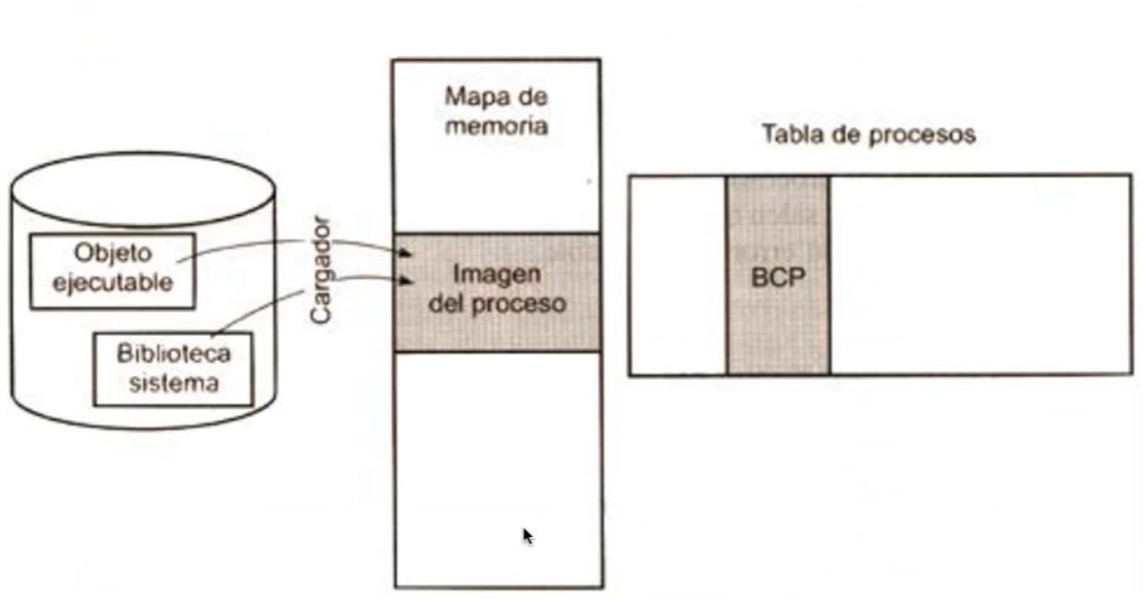 Mapa de
memoria
Tabla de procesos
Objeto
ejecutable
Cargador
Imagen
del proceso
BCP
Biblioteca
sistema